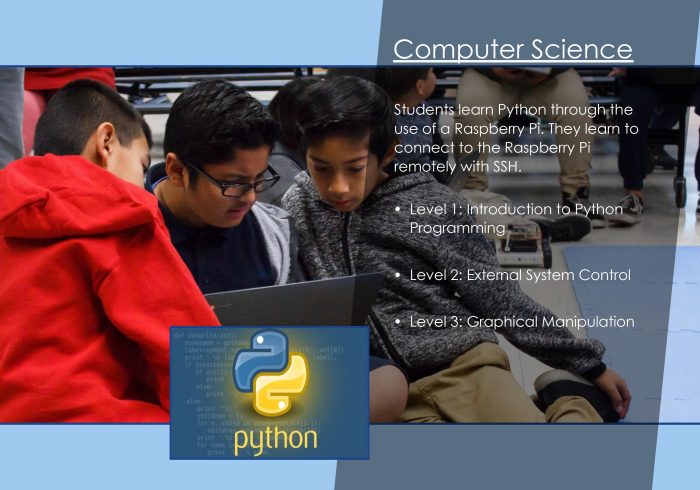 Computer Science
Students learn Python through the
use of a Raspberry Pi. They learn to
connect to the Raspberry Pi
remotely with SSH.
• Level 1: Introduction to Python
Programming
• Level 2: External System Control
• Level 3: Graphical Manipulation
python